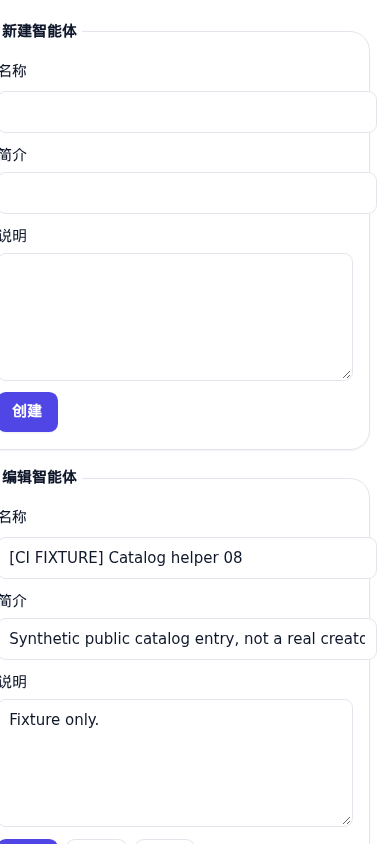 新建智能体
名称
简介
说明
创建
编辑智能体
名称
[CI FIXTURE] Catalog helper 08
简介
Synthetic public catalog entry, not a real creato
说明
Fixture only.